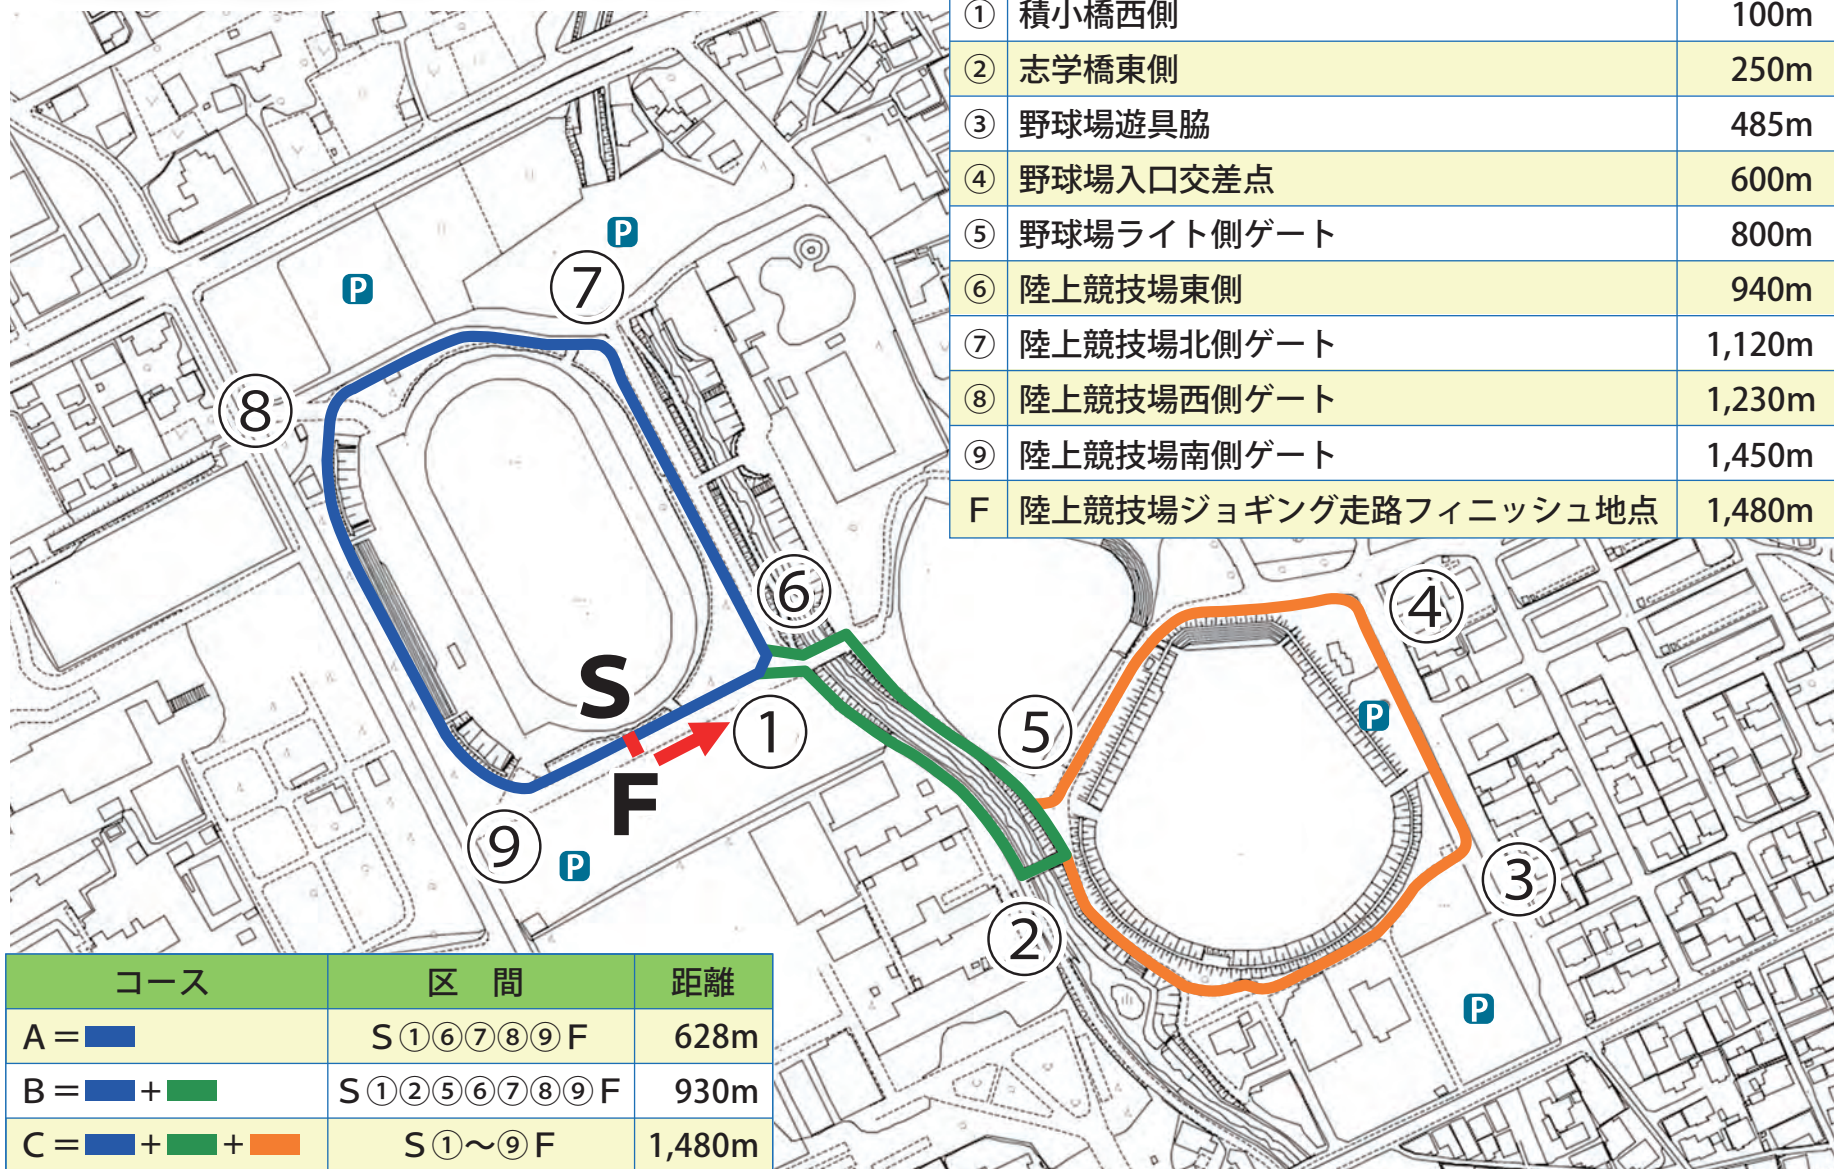 ① 積小橋西側 100m
② 志学橋東側 250m
③ 野球場遊具脇 485m
④ 野球場入口交差点 600m
⑤ 野球場ライト側ゲート 800m
⑥ 陸上競技場東側 940m
⑦ 陸上競技場北側ゲート 1,120m
⑧ 陸上競技場西側ゲート 1,230m
⑨ 陸上競技場南側ゲート 1,450m
F 陸上競技場ジョギング走路フィニッシュ地点 1,480m
P
P
⑦
⑧
⑥
④
S
①
⑤
P
F
⑨
P
③
②
P
コース 区 間 距離
A = S①⑥⑦⑧⑨F 628m
B = + S①②⑤⑥⑦⑧⑨F 930m
C = + + S①～⑨F 1,480m